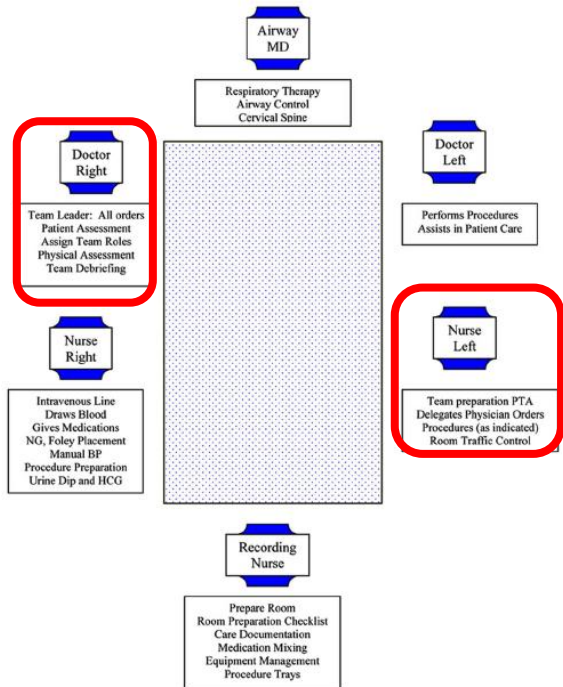 Airway
MD
Respiratory Therapy
Airway Control
Cervical Spine
Doctor
Right
Team Leader: All orders
Patient Assessment
Assign Team Roles
Physical Assessment
Team Debriefing
Doctor
Left
Performs Procedures
Assists in Patient Care
Nurse
Right
Intravenous Line
Draws Blood
Gives Medications
NG, Foley Placement
Manual BP
Procedure Preparation
Urine Dip and HCG
Nurse
Left
Team preparation PTA
Delegates Physician Orders
Procedures (as indicated)
Room Traffic Control
Recording
Nurse
Prepare Room
Room Preparation Checklist
Care Documentation
Medication Mixing
Equipment Management
Procedure Trays